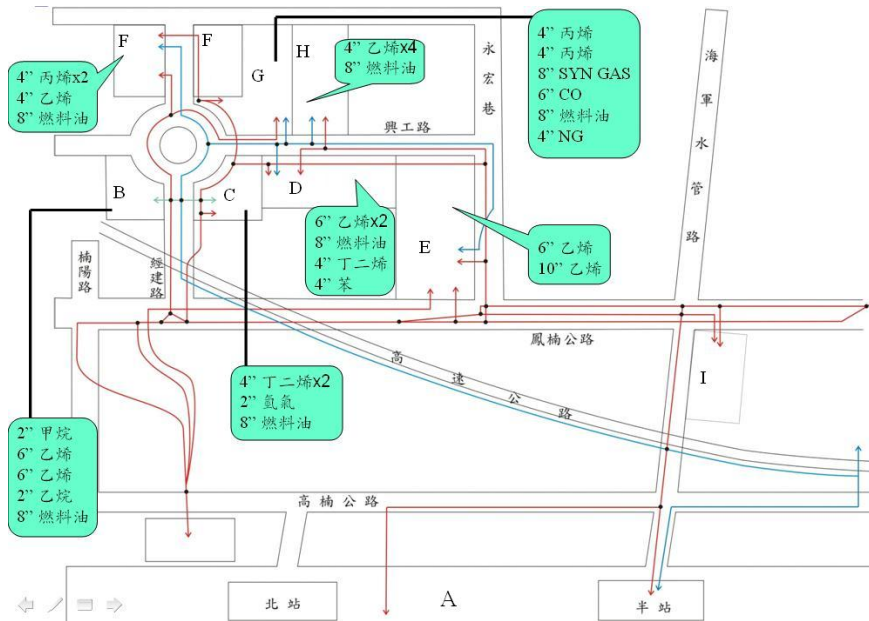 F
F
H
G
4” 丙烯x2
4” 乙烯
8” 燃料油
4” 乙烯x4
8” 燃料油
永宏巷
4” 丙烯
4” 丙烯
8” SYN GAS
6” CO
8” 燃料油
4” NG
海軍水管路
興工路
B
C
D
E
6” 乙烯x2
8” 燃料油
4” 丁二烯
4” 苯
6” 乙烯
10” 乙烯
楠陽路
經建路
鳳楠公路
高速公路
I
4” 丁二烯x2
2” 氫氣
8” 燃料油
2” 甲烷
6” 乙烯
6” 乙烯
2” 乙烷
8” 燃料油
高楠公路
北站
A
半站